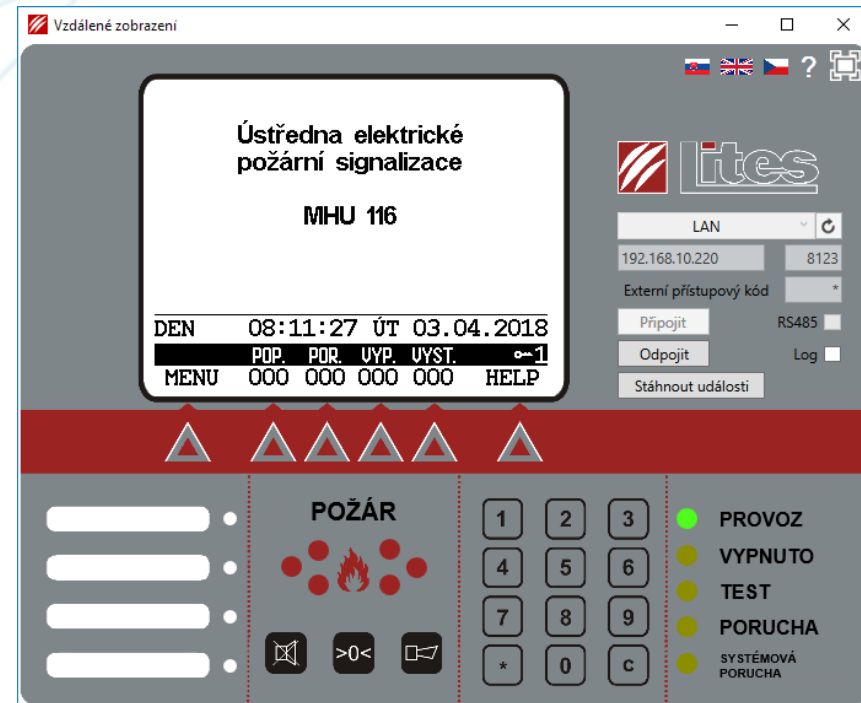 Vzdálené zobrazení
?
Ústředna elektrické
požární signalizace
MHU 116
DEN 08:11:27 ÚT 03.04.2018
POP. POR. VYP. VYST. 1
MENU 000 000 000 000 HELP
Lites
LAN
192.168.10.220 8123
Externí přístupový kód *
Připojit RS485
Odpojit Log
Stáhnout události
POŽÁR
>0<
1 2 3
4 5 6
7 8 9
* 0 C
PROVOZ
VYPNUTO
TEST
PORUCHA
SYSTÉMOVÁ
PORUCHA